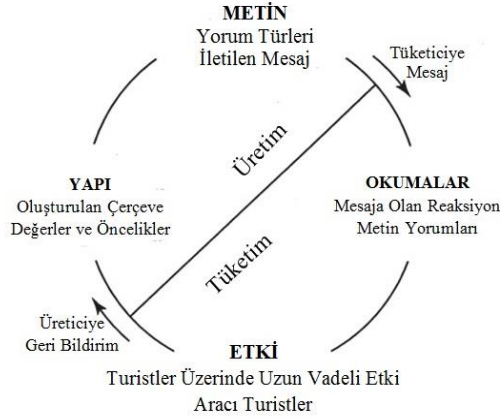 METİN
Yorum Türleri
İletilen Mesaj
Tüketiciye
Mesaj
Üretim
YAPI
Oluşturulan Çerçeve
Değerler ve Öncelikler
OKUMALAR
Mesaja Olan Reaksiyon
Metin Yorumları
Tüketim
Üreticiye
Geri Bildirim
ETKİ
Turistler Üzerinde Uzun Vadeli Etki
Aracı Turistler